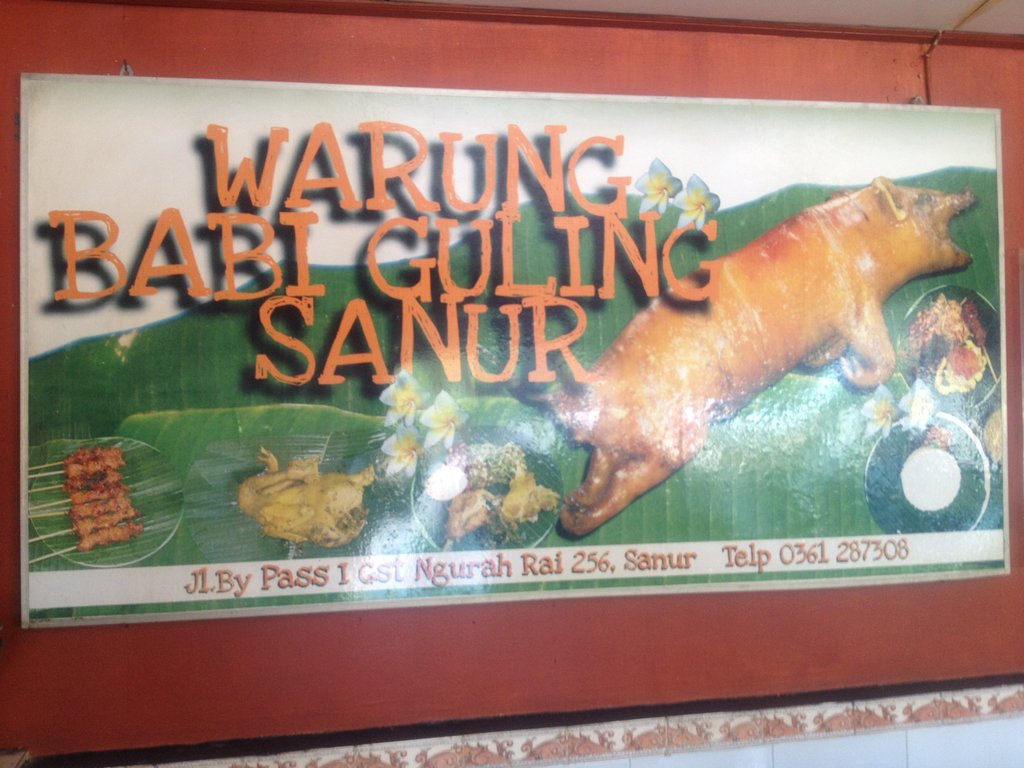 WARUNG
BABI GULING
SANUR
Jl.By Pass I Gst Ngurah Rai 256, Sanur Telp 0361 287308